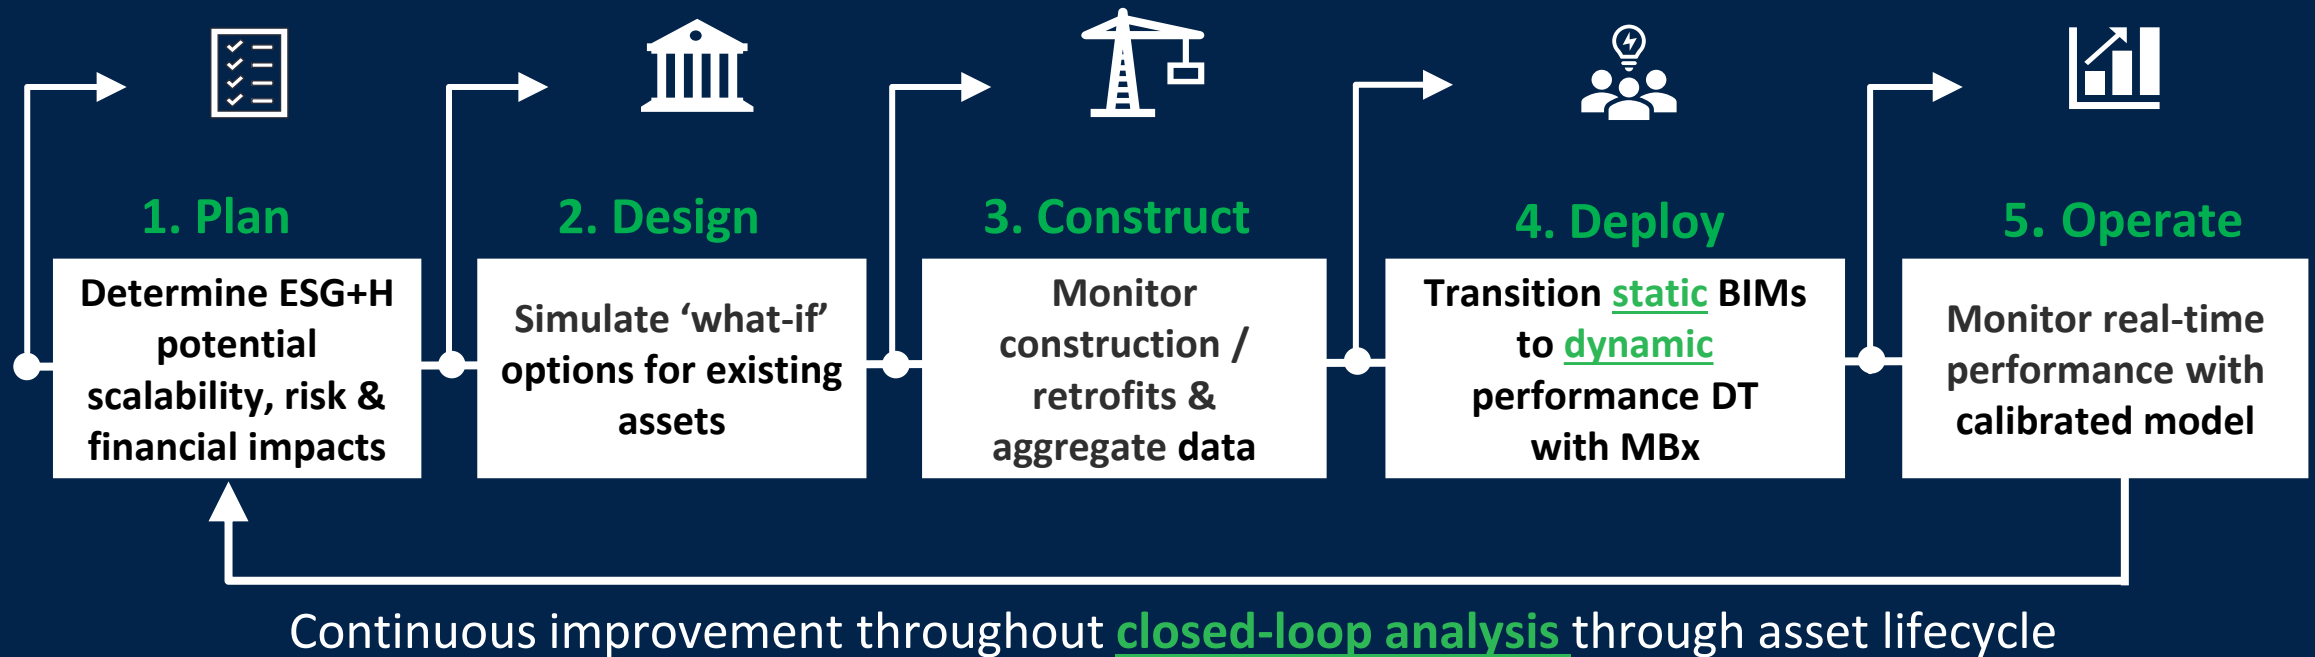 1. Plan
Determine ESG+H
potential
scalability, risk &
financial impacts
2. Design
Simulate ‘what-if’
options for existing
assets
3. Construct
Monitor
construction /
retrofits &
aggregate data
4. Deploy
Transition static BIMs
to dynamic
performance DT
with MBx
5. Operate
Monitor real-time
performance with
calibrated model
Continuous improvement throughout closed-loop analysis through asset lifecycle